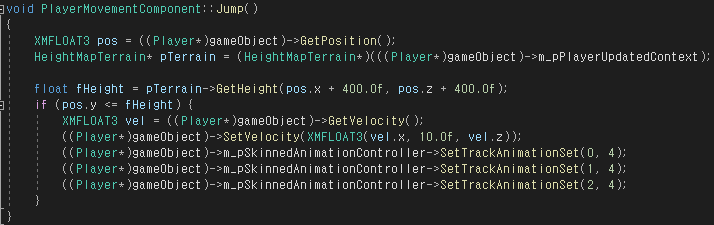 void PlayerMovementComponent::Jump()
{
XMFLOAT3 pos = ((Player*)gameObject)->GetPosition();
HeightMapTerrain* pTerrain = (HeightMapTerrain*)(((Player*)gameObject)->m_pPlayerUpdatedContext);
float fHeight = pTerrain->GetHeight(pos.x + 400.0f, pos.z + 400.0f);
if (pos.y <= fHeight) {
XMFLOAT3 vel = ((Player*)gameObject)->GetVelocity();
((Player*)gameObject)->SetVelocity(XMFLOAT3(vel.x, 10.0f, vel.z));
((Player*)gameObject)->m_pSkinnedAnimationController->SetTrackAnimationSet(0, 4);
((Player*)gameObject)->m_pSkinnedAnimationController->SetTrackAnimationSet(1, 4);
((Player*)gameObject)->m_pSkinnedAnimationController->SetTrackAnimationSet(2, 4);
}
}